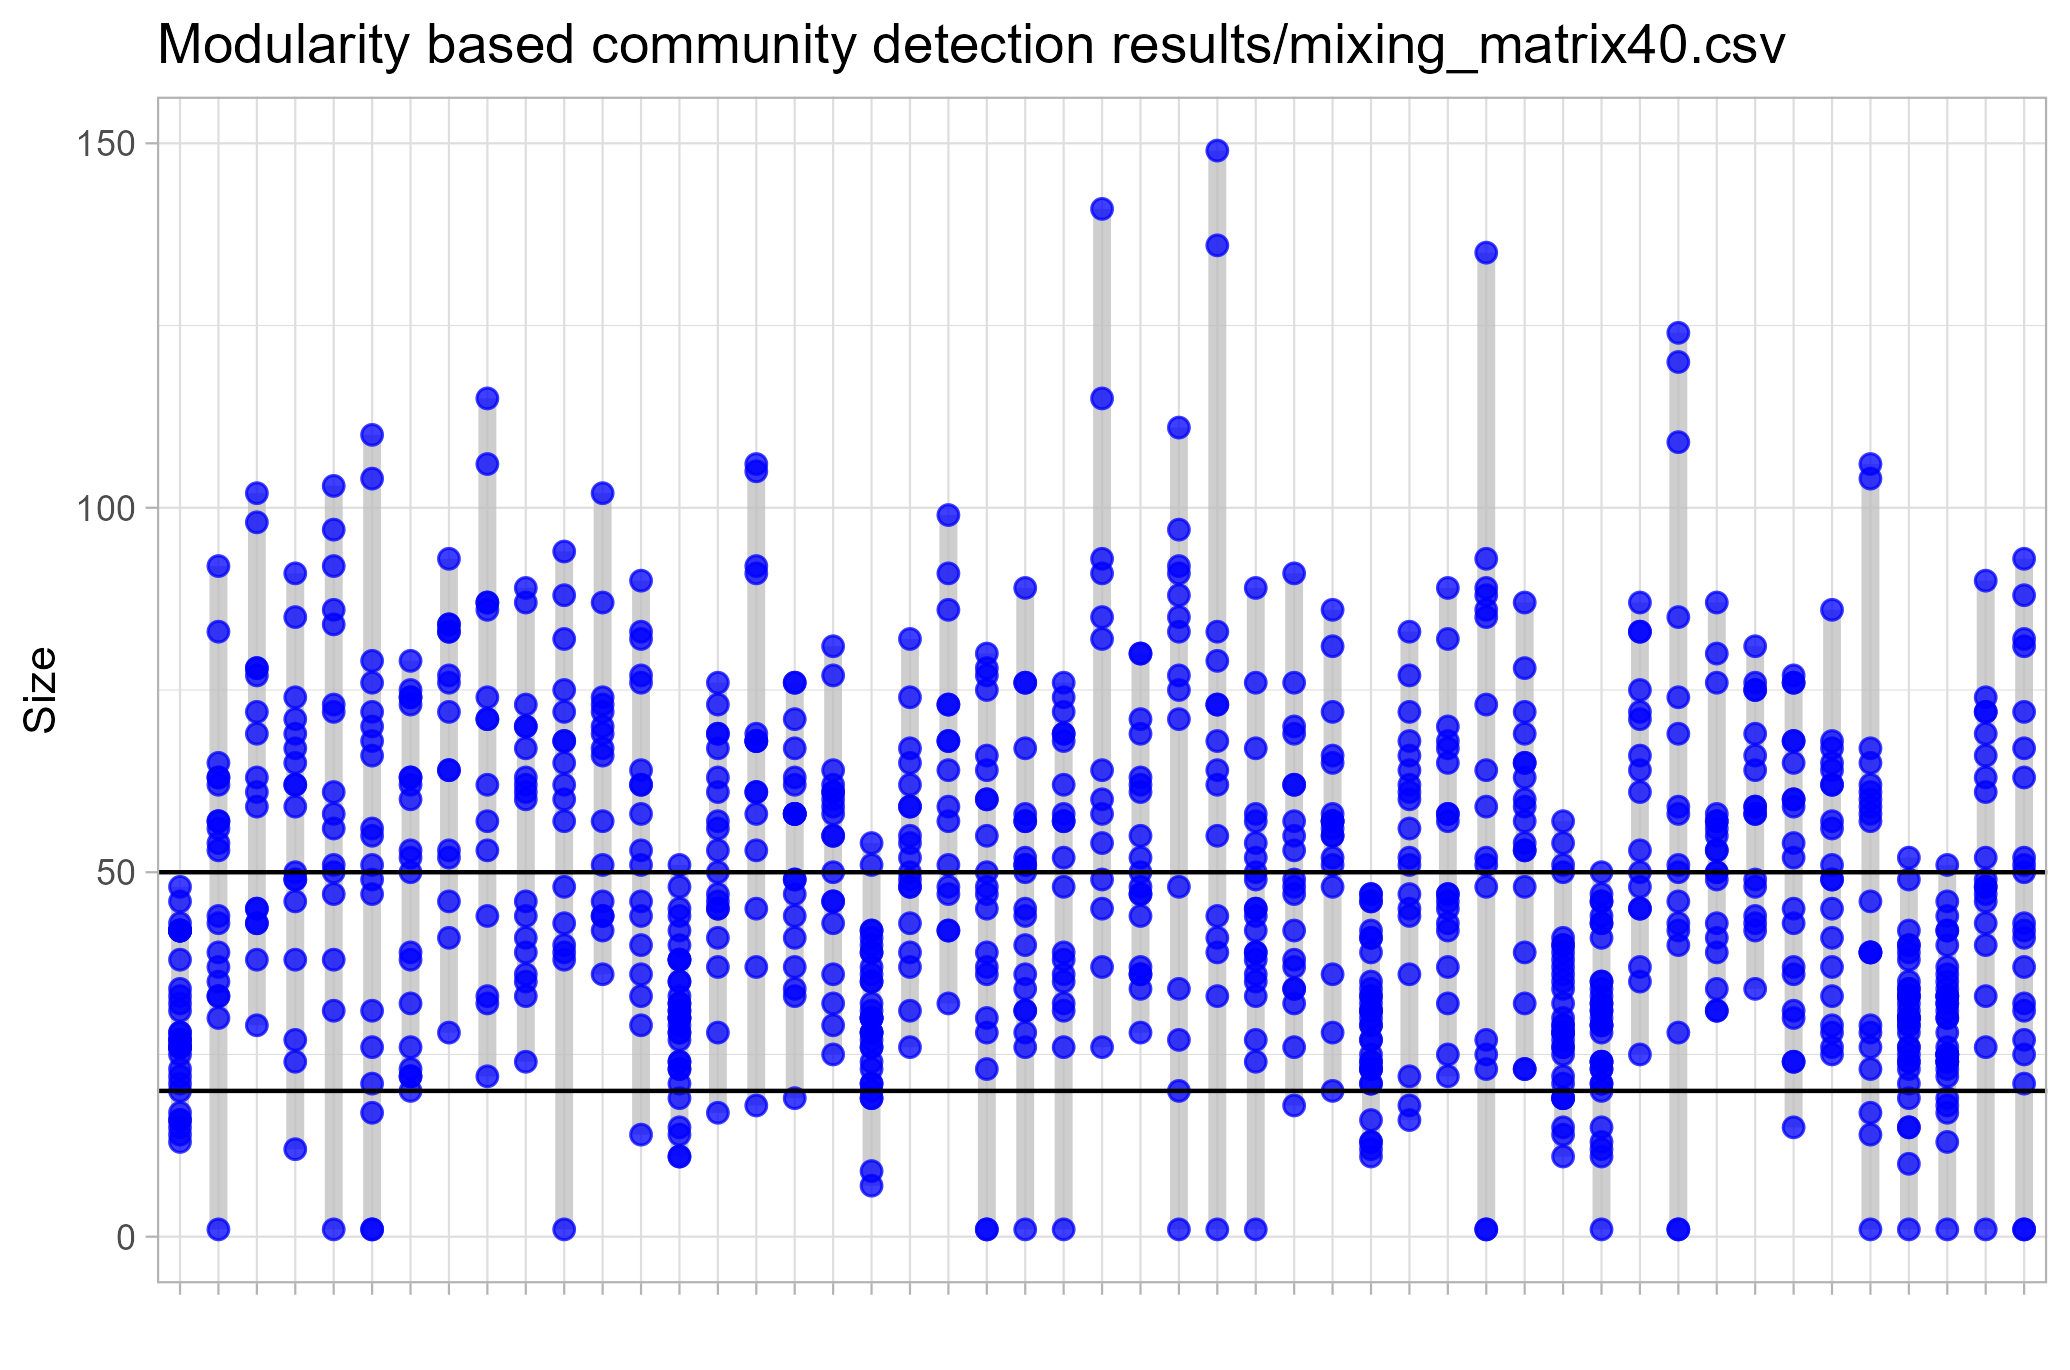 Modularity based community detection results/mixing_matrix40.csv
150
100
50
0
Size